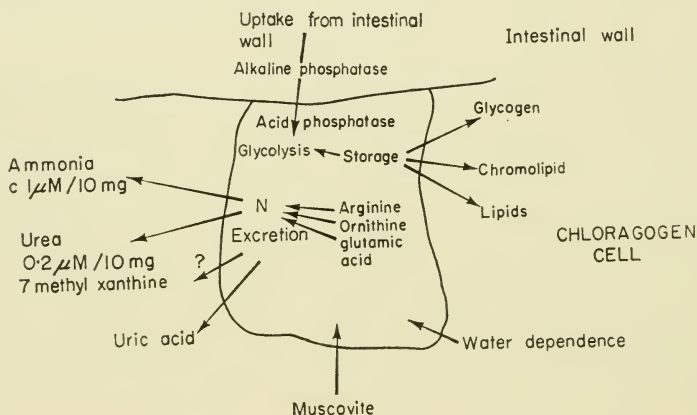 Uptake from intestinal
wall
Intestinal wall
Alkaline phosphatase
Acid phosphatase
Glycolysis
Storage
Glycogen
Chromolipid
Lipids
Ammonia
c 1μM/10 mg
N
Excretion
Arginine
Ornithine
glutamic
acid
Urea
0·2μM/10 mg
7 methyl xanthine
?
CHLORAGOGEN
CELL
Uric acid
Water dependence
Muscovite